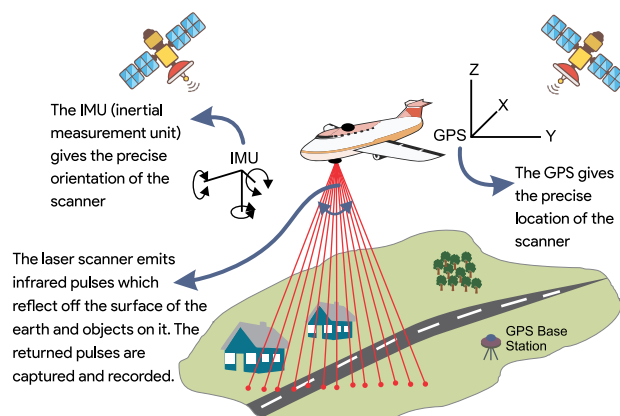 The IMU (inertial
measurement unit)
gives the precise
orientation of the
scanner
IMU
Z
X
GPS
Y
The GPS gives
the precise
location of the
scanner
The laser scanner emits
infrared pulses which
reflect off the surface of the
earth and objects on it. The
returned pulses are
captured and recorded.
GPS Base
Station